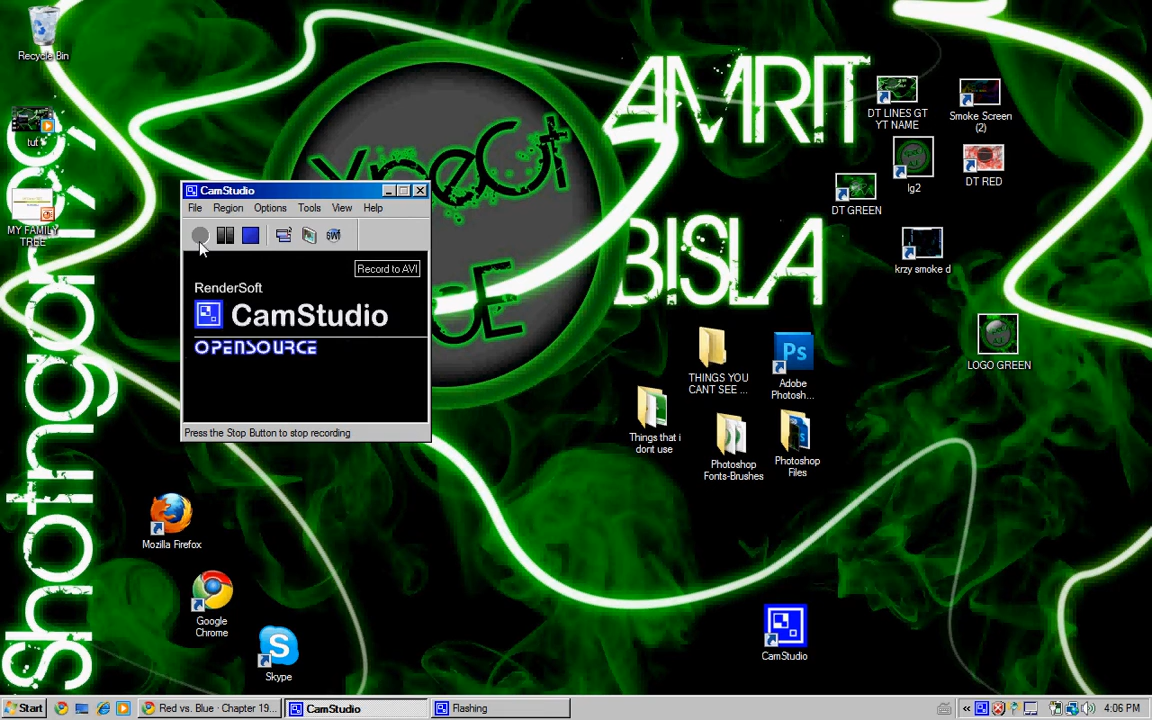 Recycle Bin
tut
MY FAMILY
TREE
AMRIT
BISLA
DT LINES GT
YT NAME
Smoke Screen
(2)
lg2
DT RED
DT GREEN
krzy smoke d
LOGO GREEN
CamStudio
File Region Options Tools View Help
Record to AVI
RenderSoft
CamStudio
OPENSOURCE
Press the Stop Button to stop recording
THINGS YOU
CANT SEE ...
Ps
Adobe
Photosh...
Things that i
dont use
Photoshop
Fonts-Brushes
Photoshop
Files
Mozilla Firefox
Google
Chrome
Skype
CamStudio
Start
Red vs. Blue · Chapter 19...
CamStudio
Flashing
4:06 PM